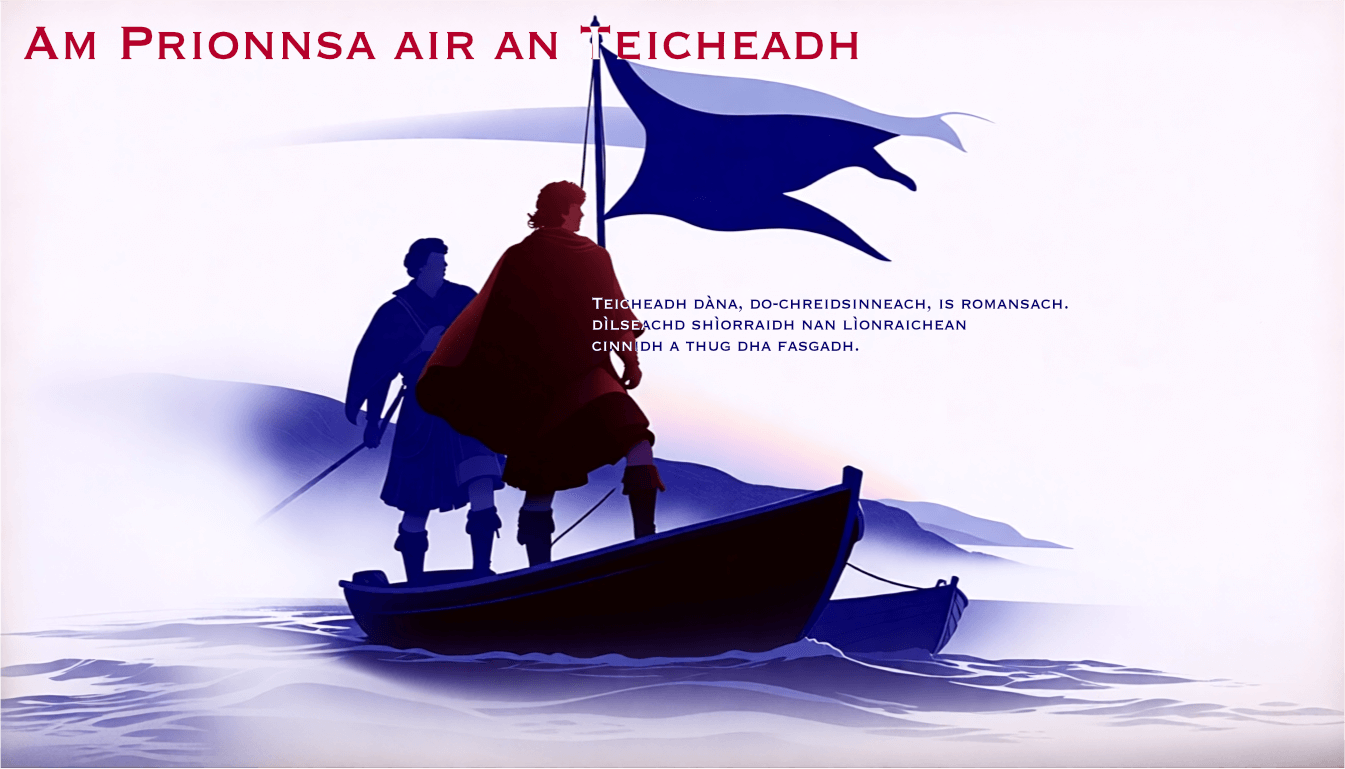 Am Prionnsa air an Teicheadh
Teicheadh dàna, do-chreidsinneach, is romansach.
dìlseachd shìorraidh nan lìonraichean
cinnidh a thug dha fasgadh.